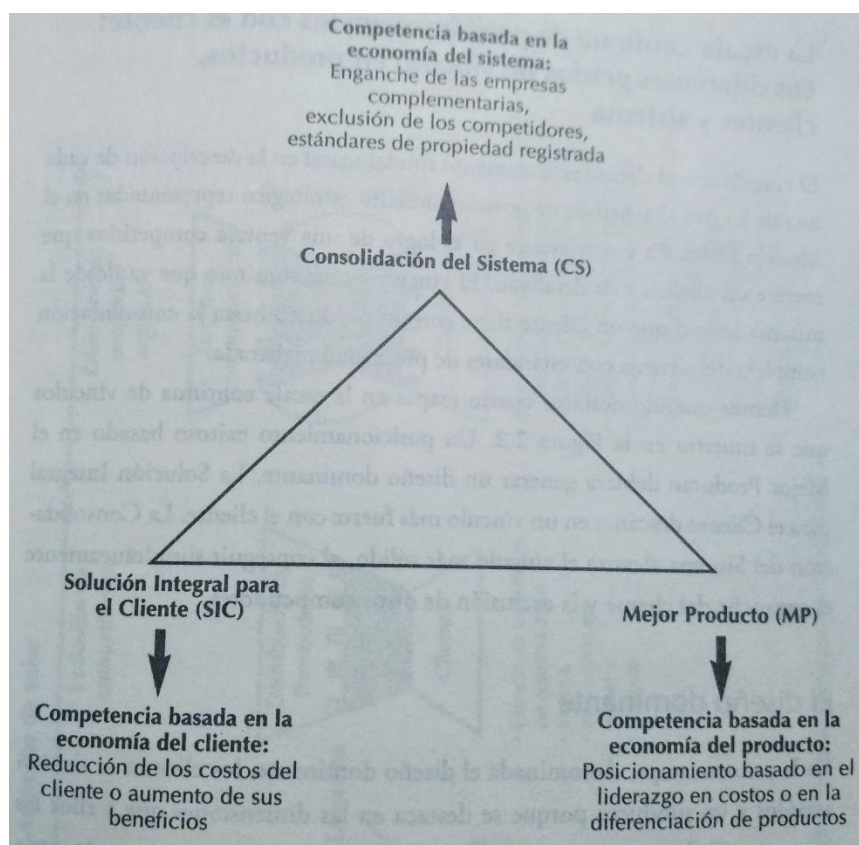 Competencia basada en la
economía del sistema:
Enganche de las empresas
complementarias,
exclusión de los competidores,
estándares de propiedad registrada
Consolidación del Sistema (CS)
Solución Integral para
el Cliente (SIC)
Mejor Producto (MP)
Competencia basada en la
economía del cliente:
Reducción de los costos del
cliente o aumento de sus
beneficios
Competencia basada en la
economía del producto:
Posicionamiento basado en el
liderazgo en costos o en la
diferenciación de productos